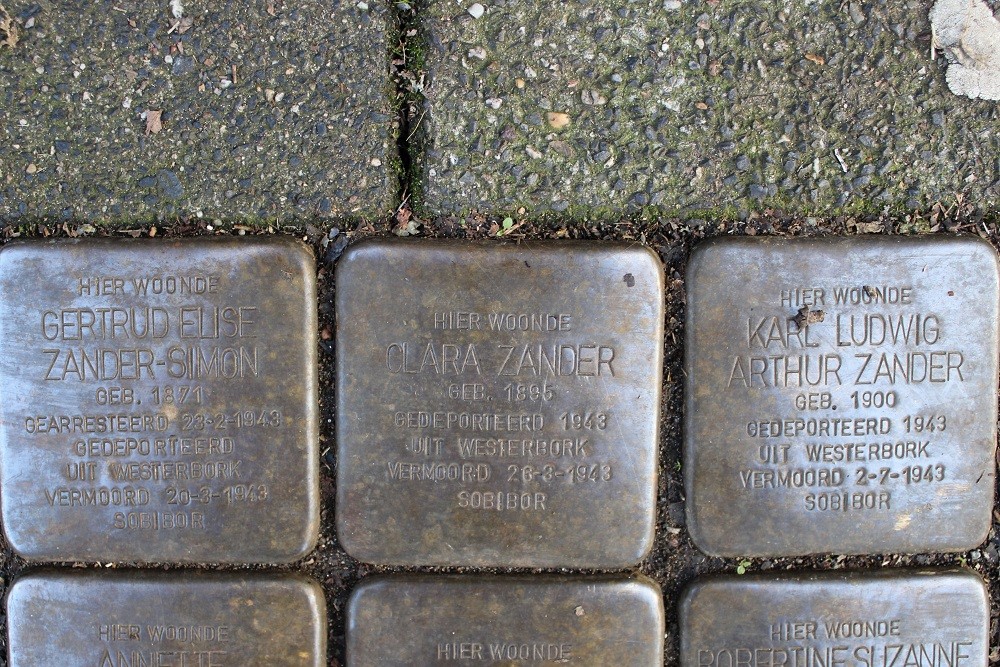 HIER WOONDE
GERTRUD ELISE
ZANDER-SIMON
GEB. 1871
GEARRESTEERD 23-2-1943
GEDEPORTEERD
UIT WESTERBORK
VERMOORD 20-3-1943
SOBIBOR
HIER WOONDE
CLARA ZANDER
GEB. 1895
GEDEPORTEERD 1943
UIT WESTERBORK
VERMOORD 26-3-1943
SOBIBOR
HIER WOONDE
KARL LUDWIG
ARTHUR ZANDER
GEB. 1900
GEDEPORTEERD 1943
UIT WESTERBORK
VERMOORD 2-7-1943
SOBIBOR
HIER WOONDE
ANNETTE
HIER WOONDE
HIER WOONDE
ROBERTINE SUZANNE